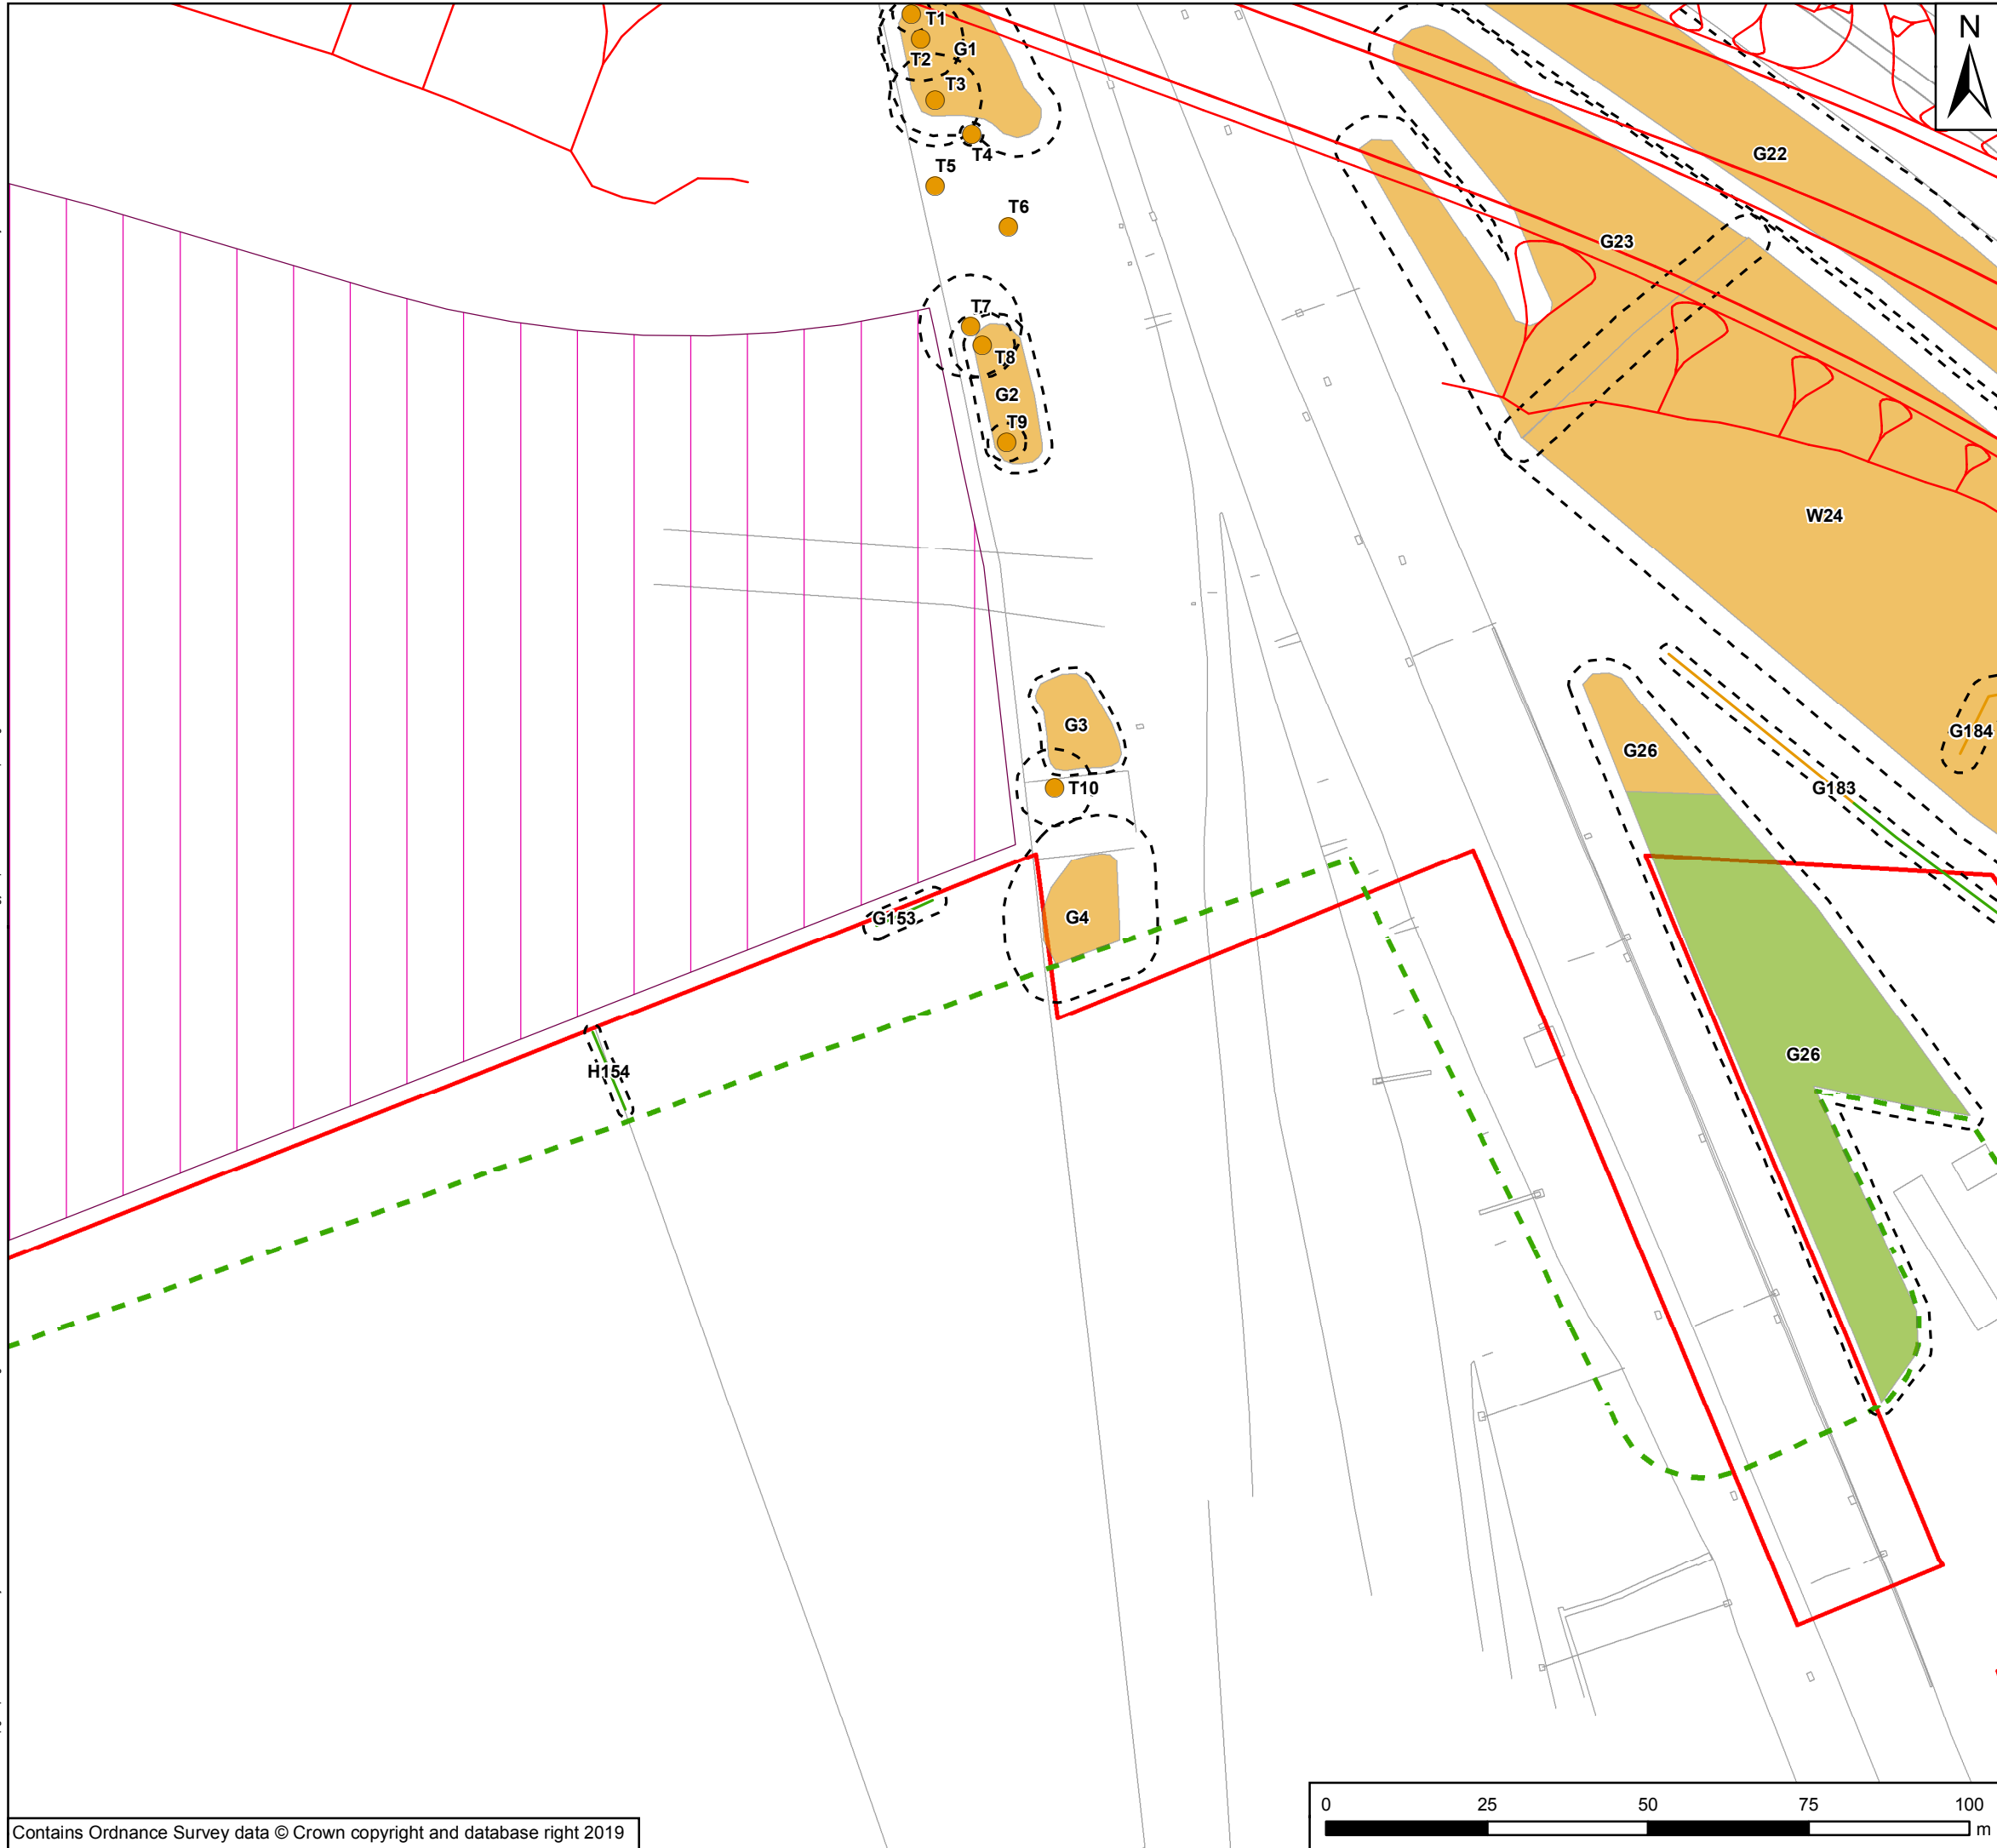 T1
N
T2
G1
T3
T4
G22
T5
T6
G23
T7
T8
G2
T9
W24
G3
G184
G26
T10
G183
G153
G4
G26
H154
0 25 50 75 100
m
Contains Ordnance Survey data © Crown copyright and database right 2019